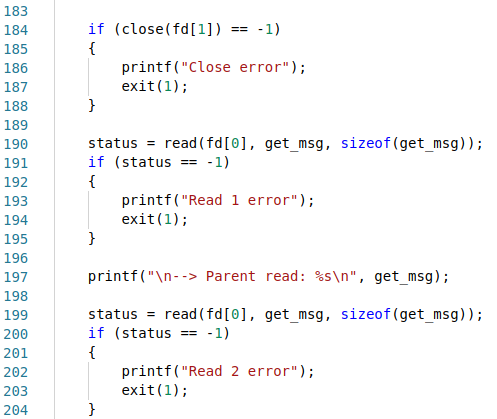 183
184 if (close(fd[1]) == -1)
185 {
186 printf("Close error");
187 exit(1);
188 }
189
190 status = read(fd[0], get_msg, sizeof(get_msg));
191 if (status == -1)
192 {
193 printf("Read 1 error");
194 exit(1);
195 }
196
197 printf("\n--> Parent read: %s\n", get_msg);
198
199 status = read(fd[0], get_msg, sizeof(get_msg));
200 if (status == -1)
201 {
202 printf("Read 2 error");
203 exit(1);
204 }